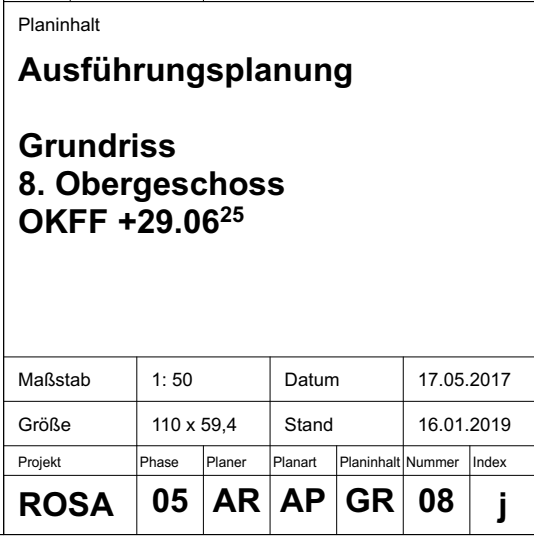 Planinhalt
Ausführungsplanung
Grundriss
8. Obergeschoss
OKFF +29.06²⁵
Maßstab 1: 50 Datum 17.05.2017
Größe 110 x 59,4 Stand 16.01.2019
Projekt Phase Planer Planart Planinhalt Nummer Index
ROSA 05 AR AP GR 08 j